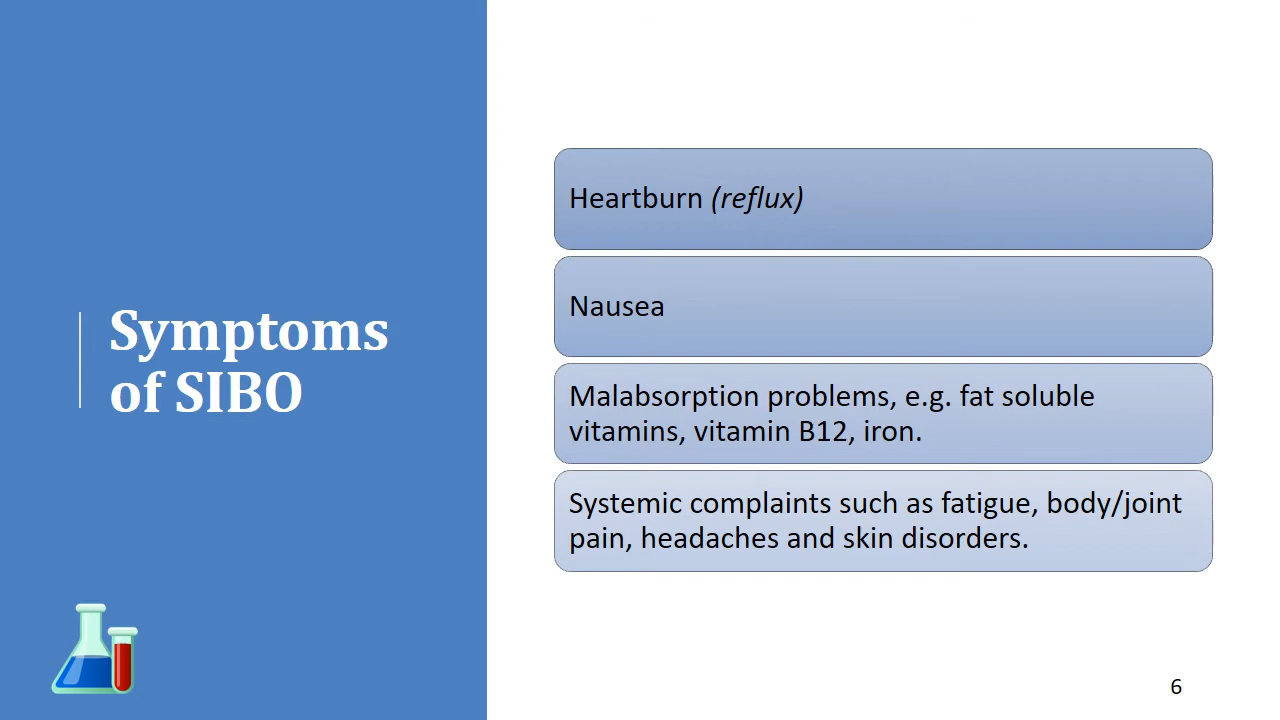 Symptoms
of SIBO
Heartburn (reflux)
Nausea
Malabsorption problems, e.g. fat soluble
vitamins, vitamin B12, iron.
Systemic complaints such as fatigue, body/joint
pain, headaches and skin disorders.
6